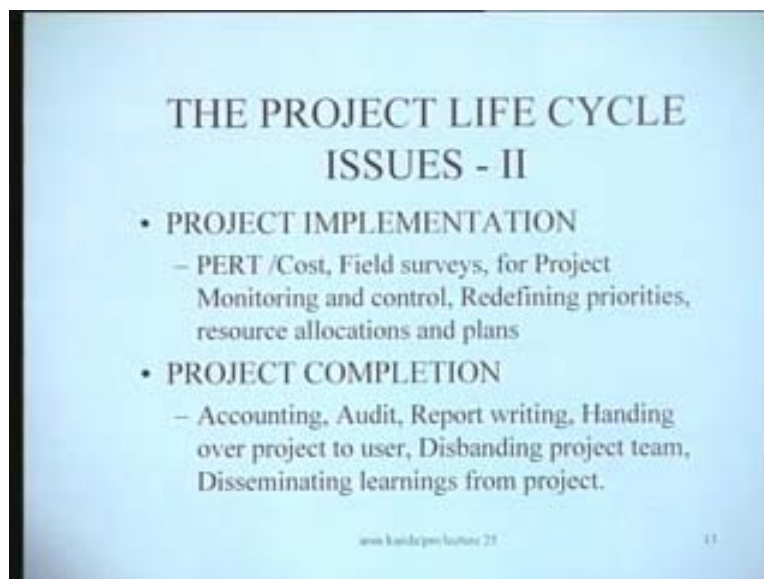 THE PROJECT LIFE CYCLE
ISSUES - II
• PROJECT IMPLEMENTATION
– PERT /Cost, Field surveys, for Project
Monitoring and control, Redefining priorities,
resource allocations and plans
• PROJECT COMPLETION
– Accounting, Audit, Report writing, Handing
over project to user, Disbanding project team,
Disseminating learnings from project.
lecture 25